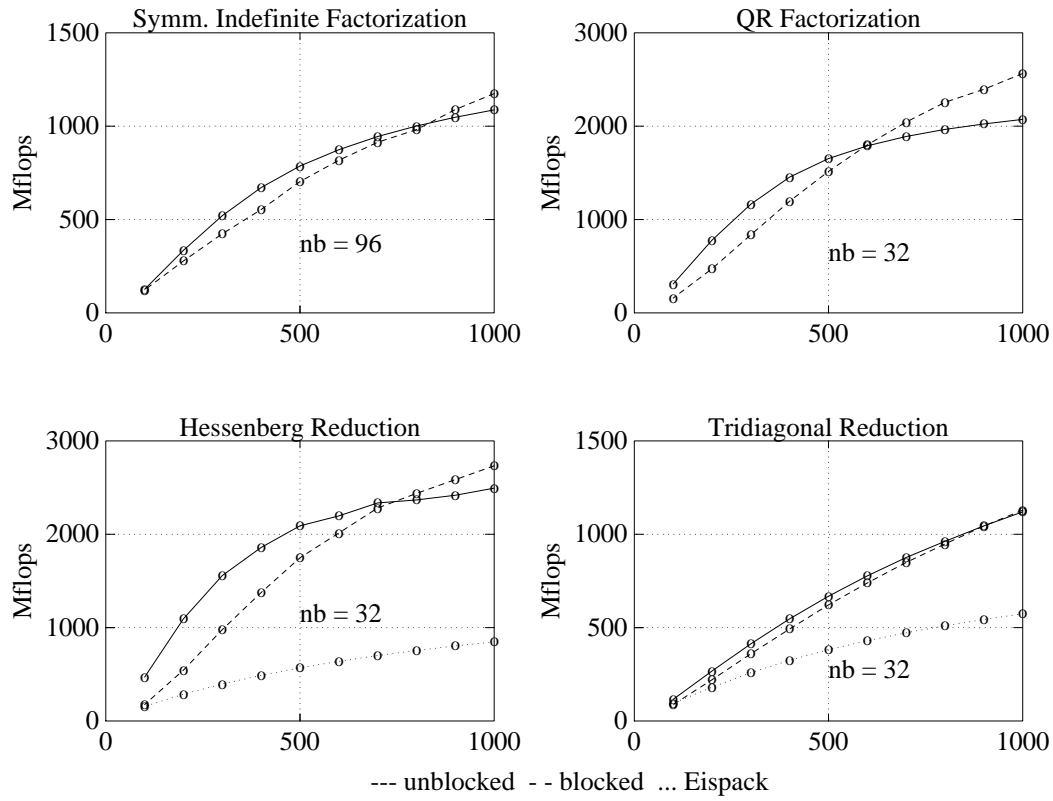 Symm. Indefinite Factorization
1500
1000
500
0
Mflops
nb = 96
0
500
1000
QR Factorization
3000
2000
1000
0
Mflops
nb = 32
0
500
1000
Hessenberg Reduction
3000
2000
1000
0
Mflops
nb = 32
0
500
1000
Tridiagonal Reduction
1500
1000
500
0
Mflops
nb = 32
0
500
1000
--- unblocked - - blocked ... Eispack